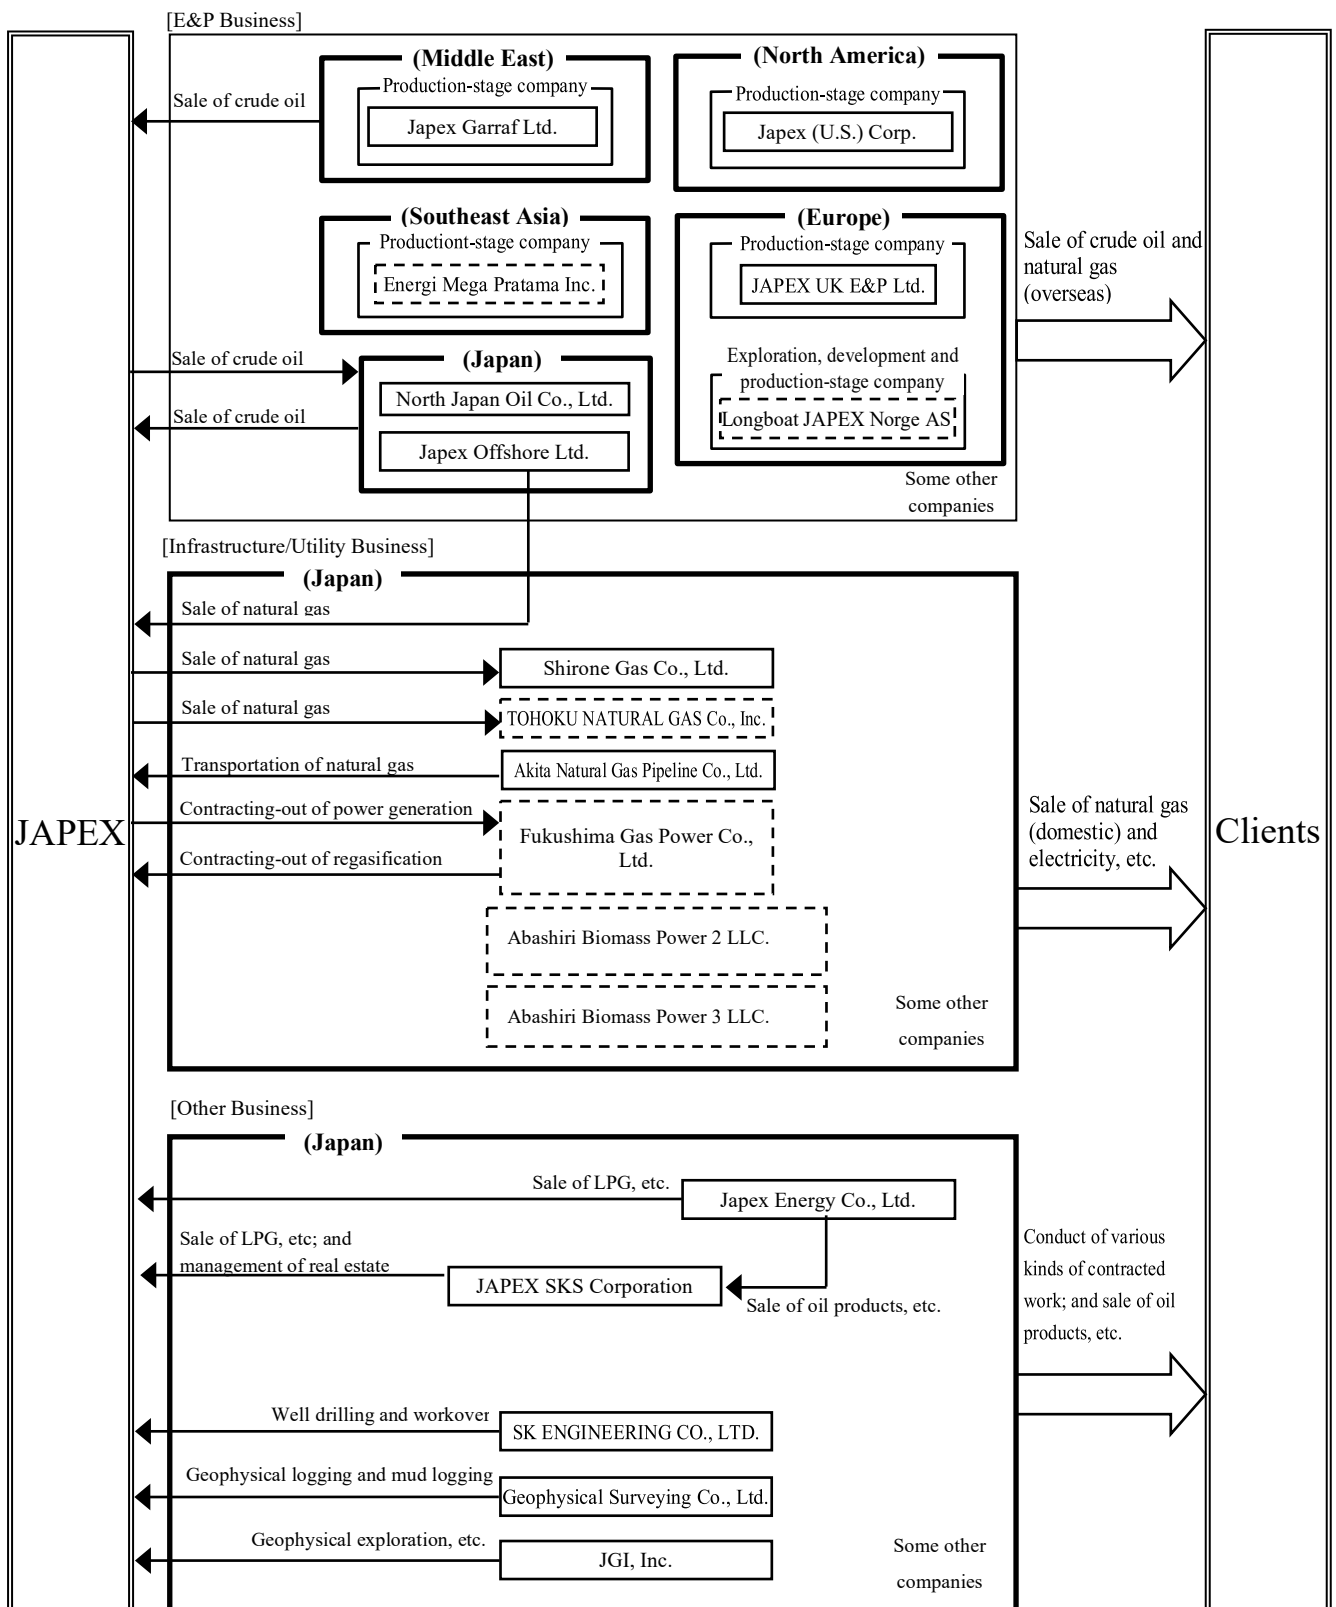 [E&P Business]
(Middle East)
Production-stage company
Japex Garraf Ltd.
Sale of crude oil
(North America)
Production-stage company
Japex (U.S.) Corp.
(Southeast Asia)
Productiont-stage company
Energi Mega Pratama Inc.
(Europe)
Production-stage company
JAPEX UK E&P Ltd.
Exploration, development and
production-stage company
Longboat JAPEX Norge AS
Some other
companies
Sale of crude oil and
natural gas
(overseas)
Sale of crude oil
Sale of crude oil
(Japan)
North Japan Oil Co., Ltd.
Japex Offshore Ltd.
[Infrastructure/Utility Business]
(Japan)
Sale of natural gas
Sale of natural gas
Shirone Gas Co., Ltd.
Sale of natural gas
TOHOKU NATURAL GAS Co., Inc.
Transportation of natural gas
Akita Natural Gas Pipeline Co., Ltd.
Contracting-out of power generation
Contracting-out of regasification
Fukushima Gas Power Co.,
Ltd.
Abashiri Biomass Power 2 LLC.
Abashiri Biomass Power 3 LLC.
Some other
companies
Sale of natural gas
(domestic) and
electricity, etc.
JAPEX
Clients
[Other Business]
(Japan)
Sale of LPG, etc.
Japex Energy Co., Ltd.
Sale of LPG, etc; and
management of real estate
JAPEX SKS Corporation
Sale of oil products, etc.
Conduct of various
kinds of contracted
work; and sale of oil
products, etc.
Well drilling and workover
SK ENGINEERING CO., LTD.
Geophysical logging and mud logging
Geophysical Surveying Co., Ltd.
Geophysical exploration, etc.
JGI, Inc.
Some other
companies